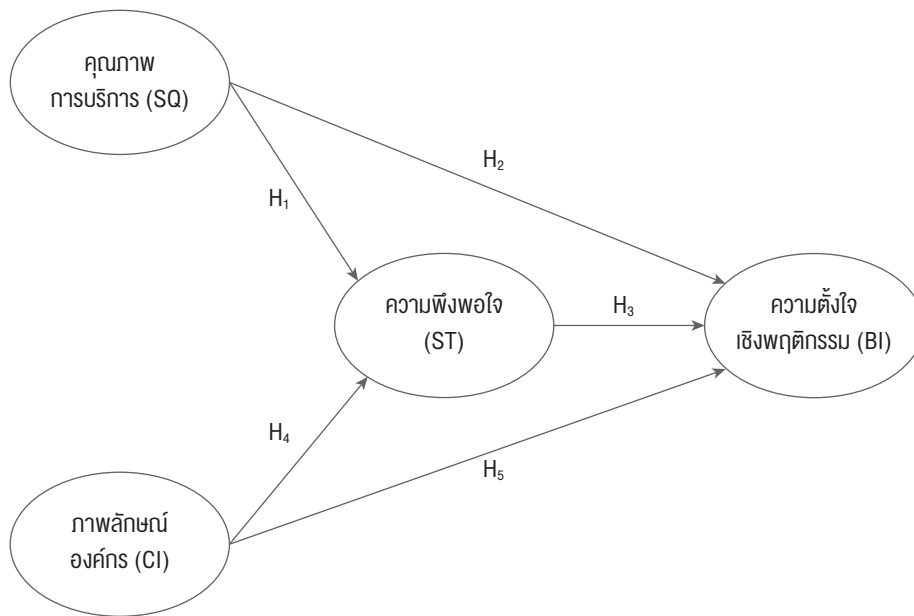 คุณภาพ
การบริการ (SQ)
H₂
H₁
ความพึงพอใจ
(ST)
H₃
ความตั้งใจ
เชิงพฤติกรรม (BI)
H₄
H₅
ภาพลักษณ์
องค์กร (CI)